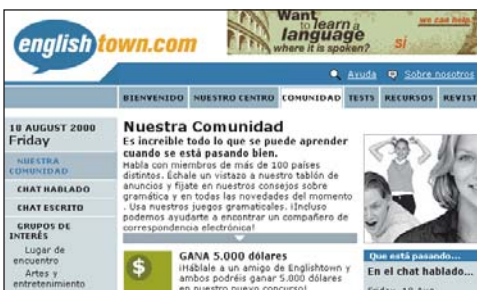 englishtown.com
Want
to learn a
language
where it is spoken?
we can help
sí
Ayuda Sobre nosotros
BIENVENIDO NUESTRO CENTRO COMUNIDAD TESTS RECURSOS REVIST
18 AUGUST 2000
Friday
NUESTRA
COMUNIDAD
CHAT HABLADO
CHAT ESCRITO
GRUPOS DE
INTERÉS
Lugar de
encuentro
Artes y
entretenimiento
Nuestra Comunidad
Es increible todo lo que se puede aprender
cuando se está pasando bien.
Habla con miembros de más de 100 países
distintos. Échale un vistazo a nuestro tablón de
anuncios y fijate en nuestros consejos sobre
gramática y en todas las novedades del momento
. Usa nuestros juegos gramaticales. ¡Incluso
podemos ayudarte a encontrar un compañero de
correspondencia electrónica!
$
GANA 5.000 dólares
¡Háblale a un amigo de Englishtown y
ambos podréis ganar 5.000 dólares
en nuestro nuevo concurso!
Que está pasando...
En el chat hablado...
Friday, 18 Aug